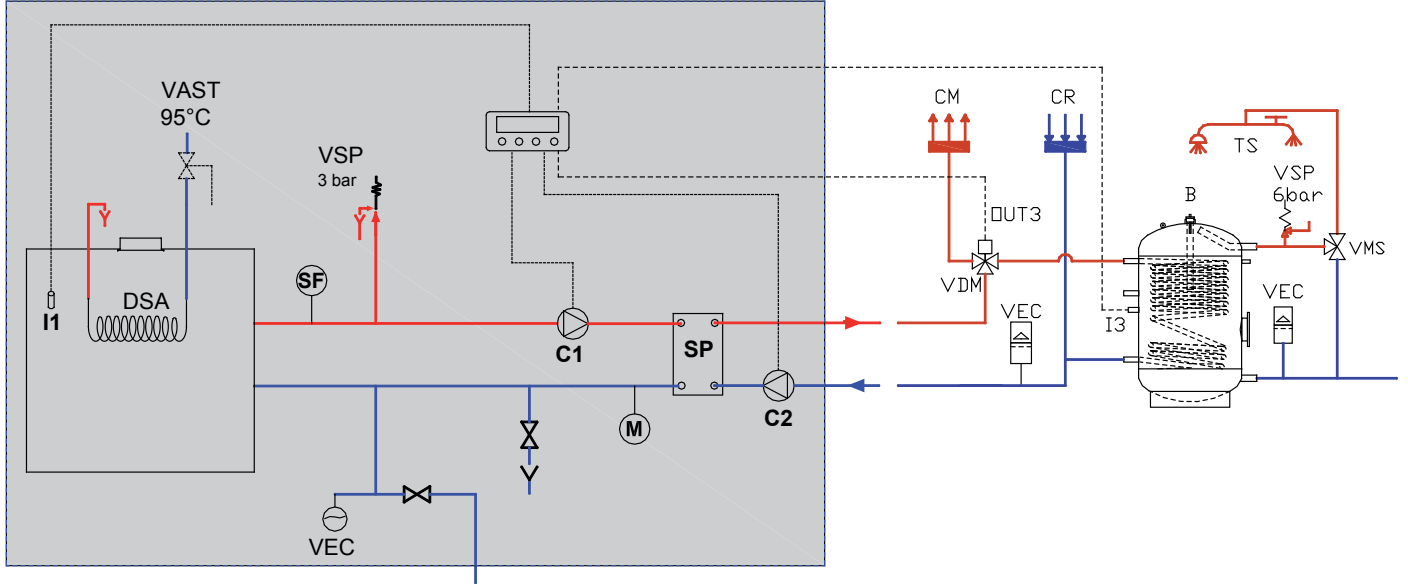 VAST
95°C
VSP
3 bar
DSA
I1
SF
C1
SP
C2
M
VEC
CM
CR
OUT3
VDM
VEC
I3
B
TS
VSP
6bar
VMS
VEC